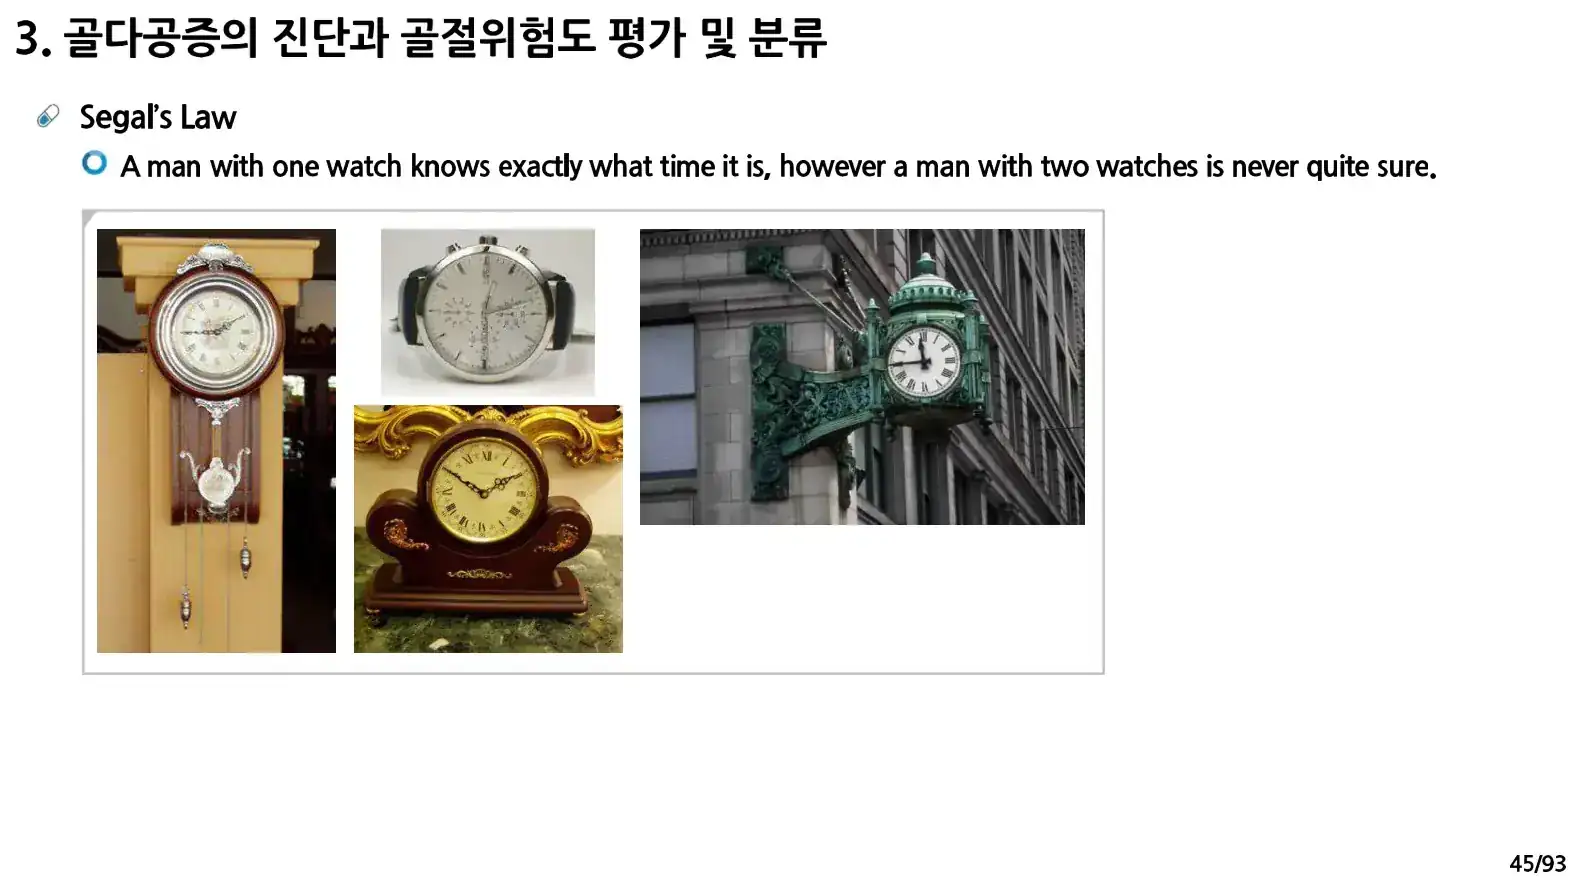 3. 골다공증의 진단과 골절위험도 평가 및 분류
Segal's Law
A man with one watch knows exactly what time it is, however a man with two watches is never quite sure.
45/93